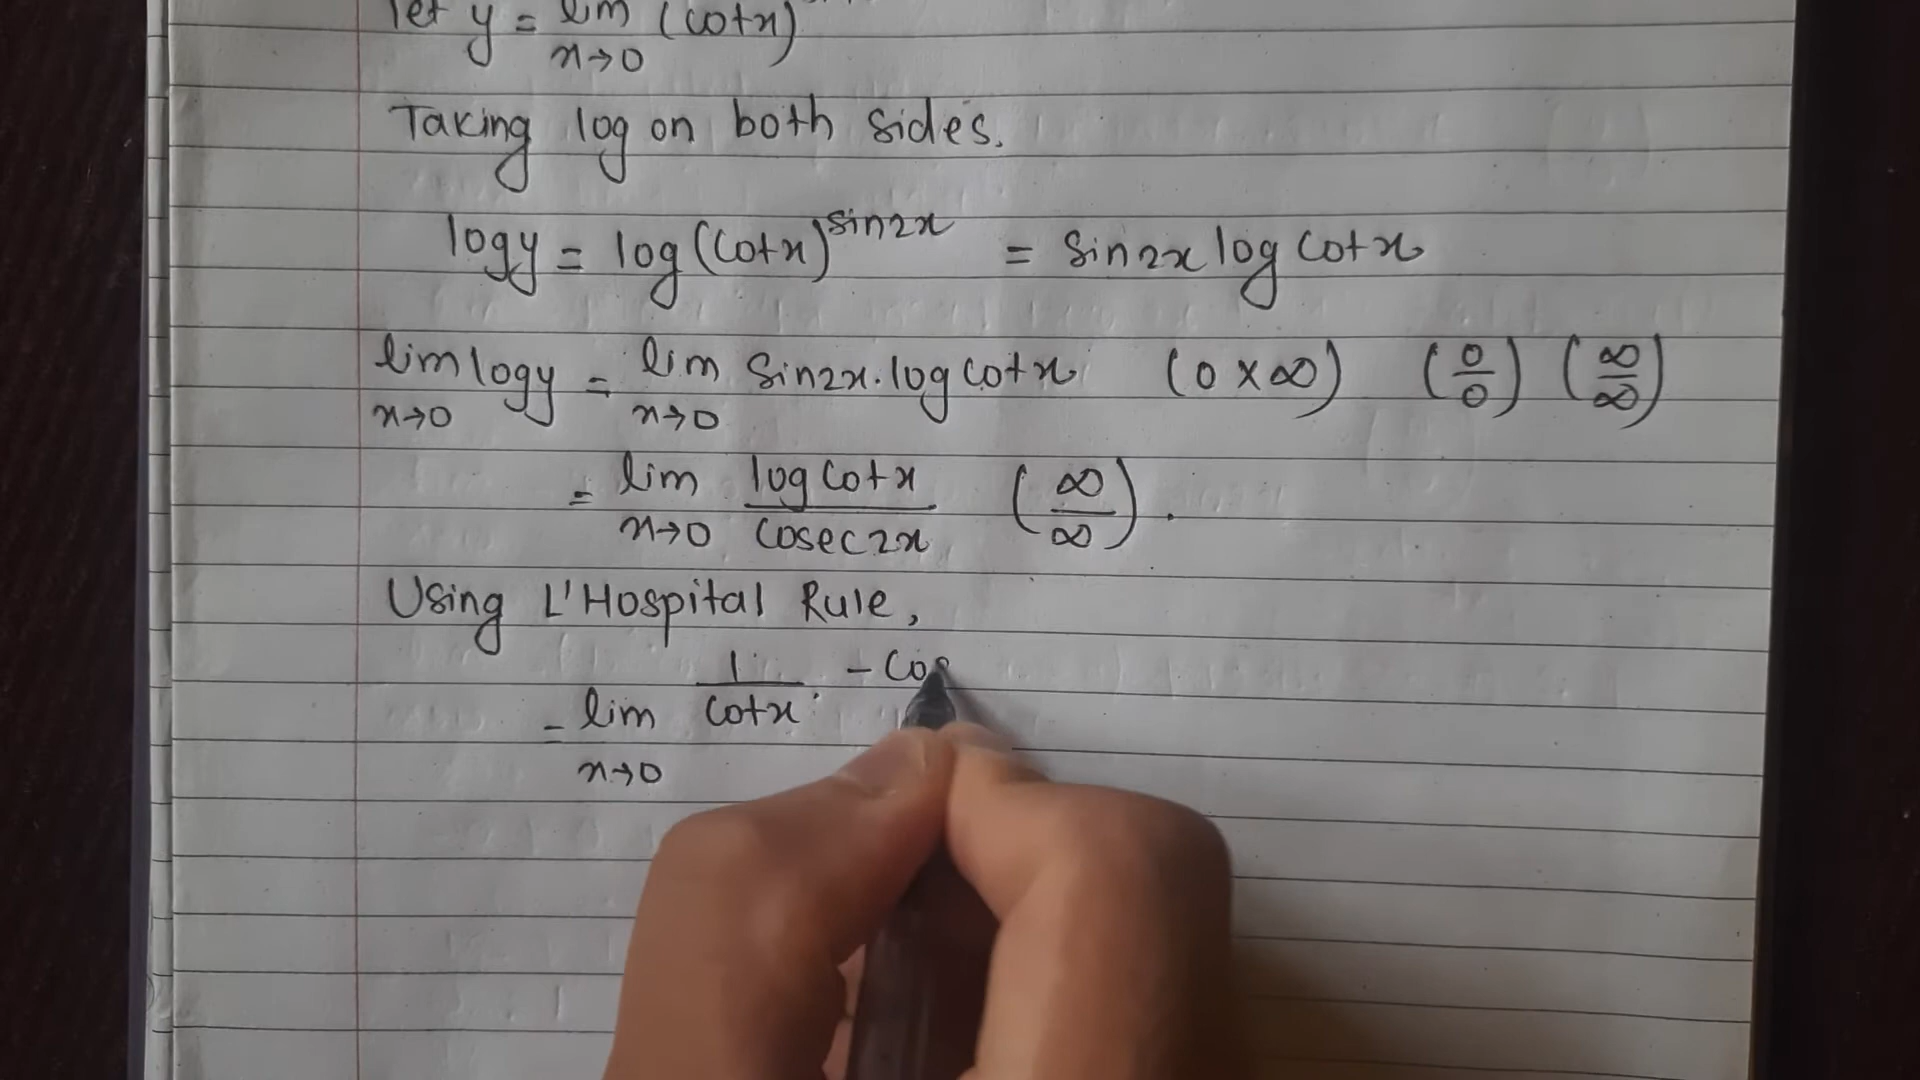 let y = lim (cotx)
x→0
Taking log on both sides.
logy = log(cotx)^sin2x = sin2x log cotx
lim logy = lim sin2x.log cotx (0 × ∞) (0/0) (∞/∞)
x→0 x→0
= lim log cotx / cosec2x (∞/∞).
x→0
Using L'Hospital Rule,
= lim 1/cotx . - cos
x→0